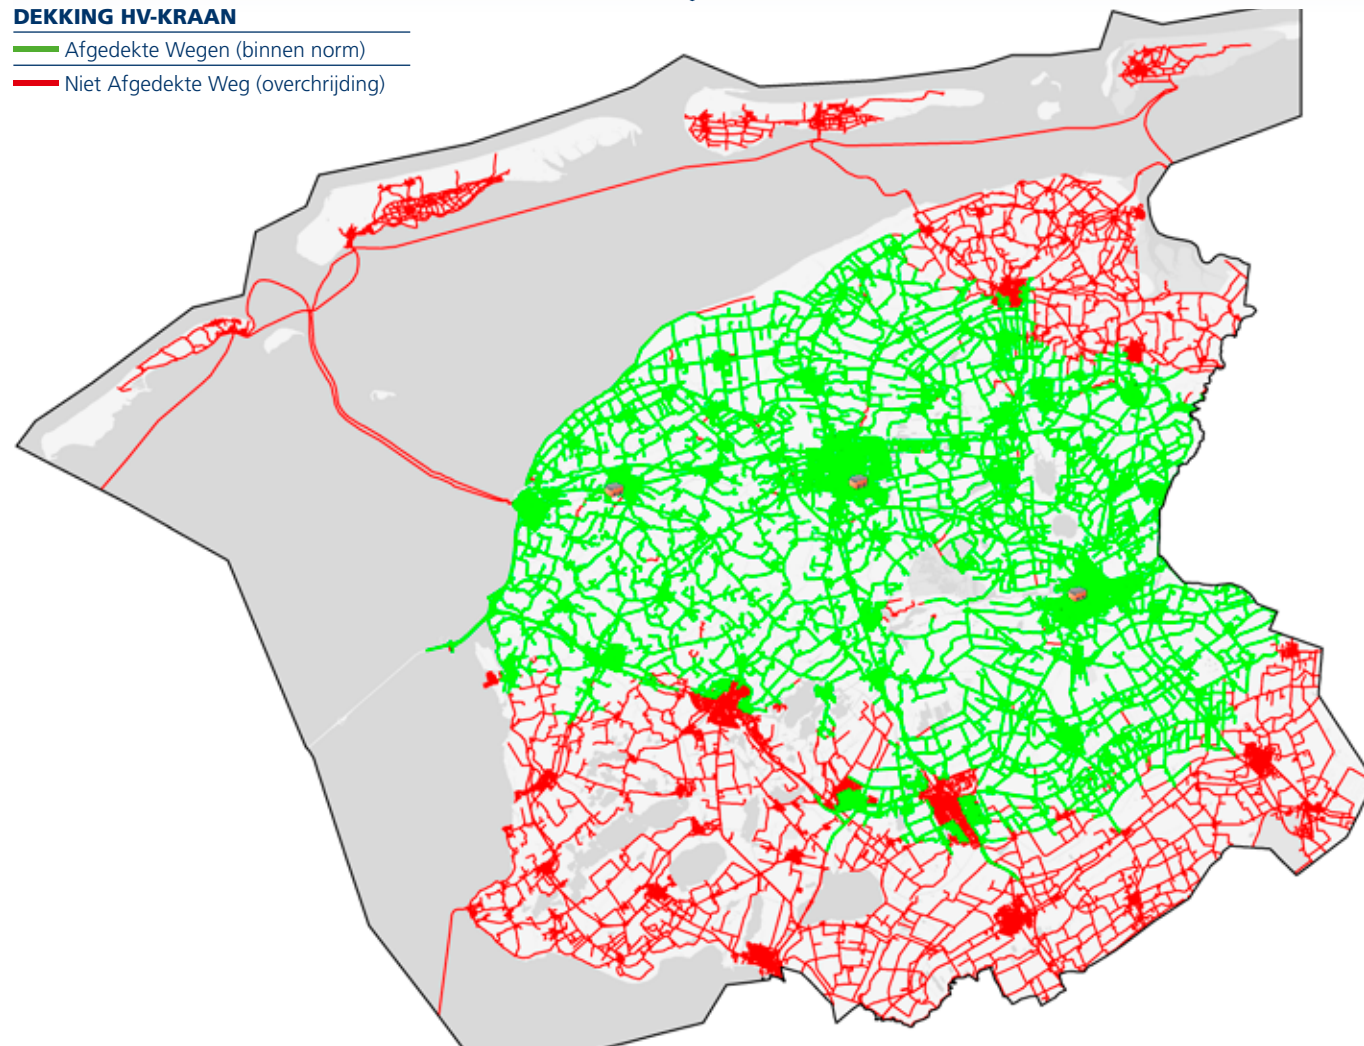 DEKKING HV-KRAAN
Afgedekte Wegen (binnen norm)
Niet Afgedekte Weg (overchrijding)